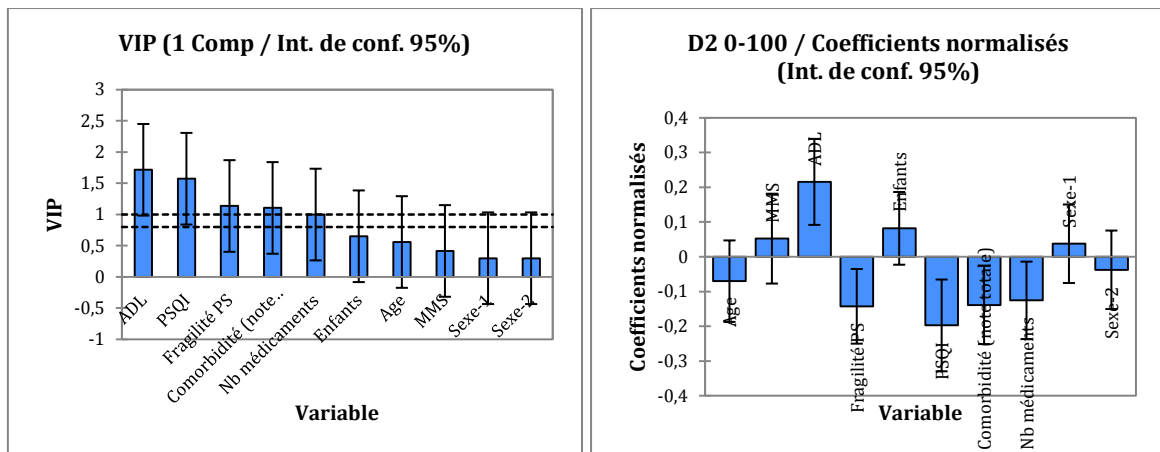 VIP (1 Comp / Int. de conf. 95%)
3
2,5
2
1,5
1
0,5
0
-0,5
-1
VIP
ADL
PSQI
Fragilité PS
Comorbidité (note..
Nb médicaments
Enfants
Age
MMS
Sexe-1
Sexe-2
Variable
D2 0-100 / Coefficients normalisés
(Int. de conf. 95%)
0,4
0,3
0,2
0,1
0
-0,1
-0,2
-0,3
-0,4
Coefficients normalisés
Age
MMS
ADL
Fragilité PS
Enfants
PSQI
Comorbidité (note totale)
Nb médicaments
Sexe-1
Sexe-2
Variable